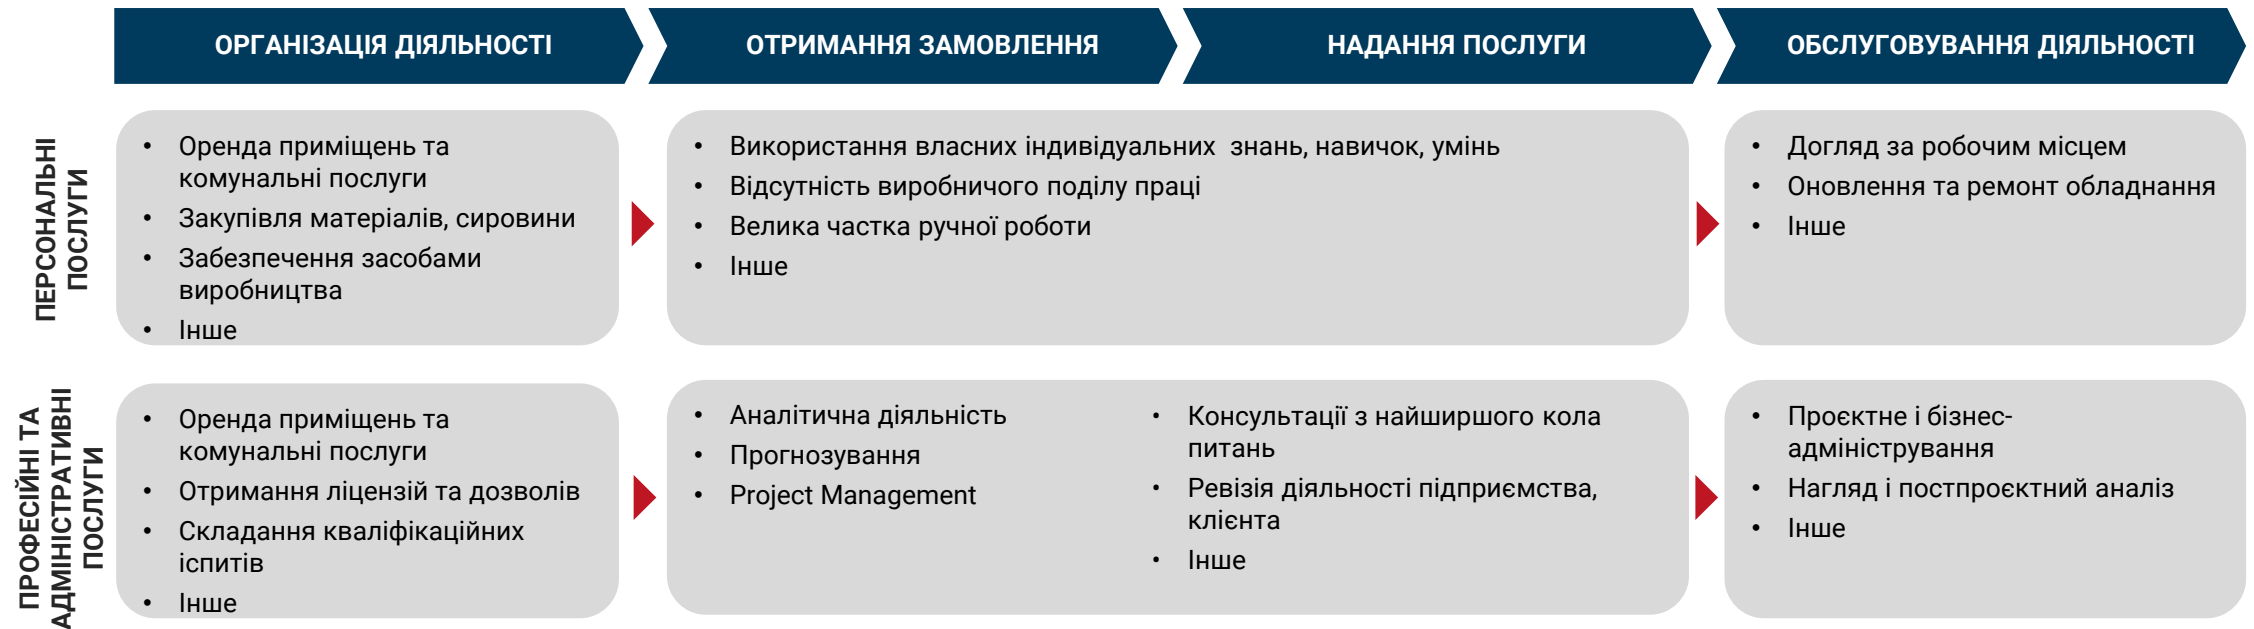 ОРГАНІЗАЦІЯ ДІЯЛЬНОСТІ
ОТРИМАННЯ ЗАМОВЛЕННЯ
НАДАННЯ ПОСЛУГИ
ОБСЛУГОВУВАННЯ ДІЯЛЬНОСТІ
ПЕРСОНАЛЬНІ
ПОСЛУГИ
• Оренда приміщень та
комунальні послуги
• Закупівля матеріалів, сировини
• Забезпечення засобами
виробництва
• Інше
• Використання власних індивідуальних знань, навичок, умінь
• Відсутність виробничого поділу праці
• Велика частка ручної роботи
• Інше
• Догляд за робочим місцем
• Оновлення та ремонт обладнання
• Інше
ПРОФЕСІЙНІ ТА
АДМІНІСТРАТИВНІ
ПОСЛУГИ
• Оренда приміщень та
комунальні послуги
• Отримання ліцензій та дозволів
• Складання кваліфікаційних
іспитів
• Інше
• Аналітична діяльність
• Прогнозування
• Project Management
• Консультації з найширшого кола
питань
• Ревізія діяльності підприємства,
клієнта
• Інше
• Проєктне і бізнес-
адміністрування
• Нагляд і постпроєктний аналіз
• Інше